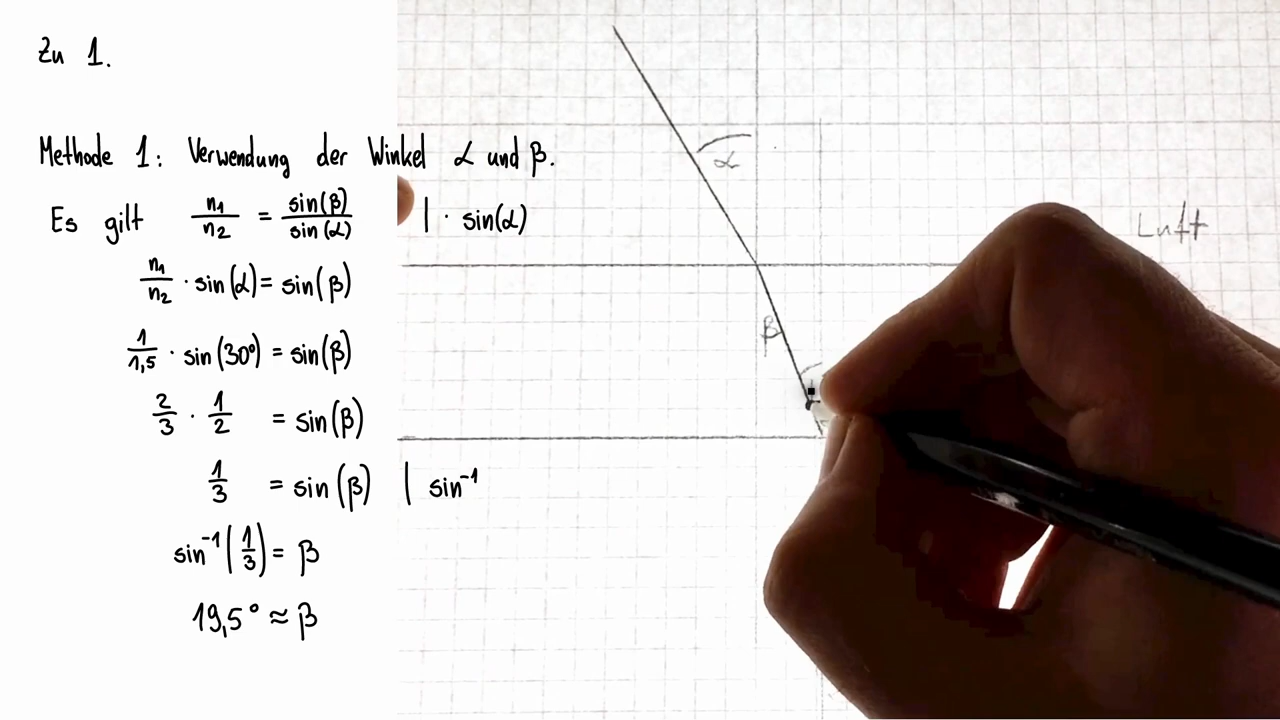 Zu 1.
Methode 1: Verwendung der Winkel α und β.
Es gilt n₁/n₂ = sin(β)/sin(α) | · sin(α)
n₁/n₂ · sin(α) = sin(β)
1/1,5 · sin(30°) = sin(β)
2/3 · 1/2 = sin(β)
1/3 = sin(β) | sin⁻¹
sin⁻¹(1/3) = β
19,5° ≈ β
α
Luft
β